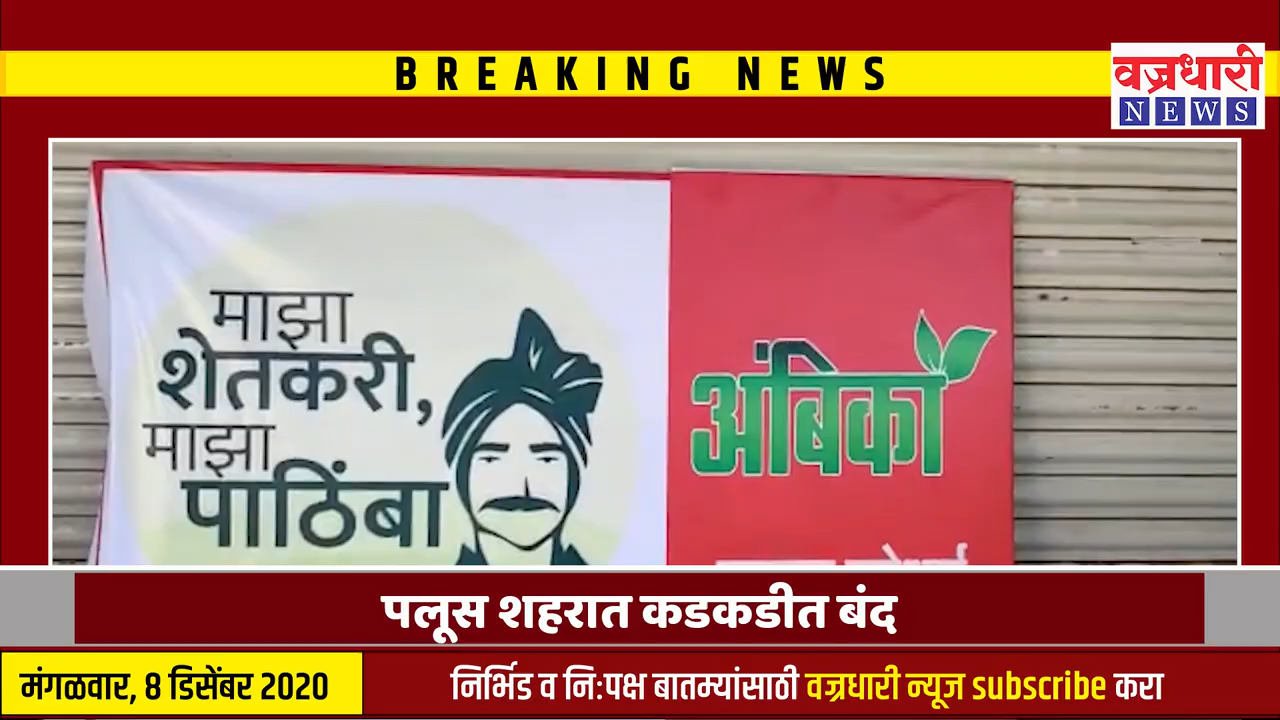 BREAKING NEWS
वज्रधारी
NEWS
माझा
शेतकरी,
माझा
पाठिंबा
अंबिका
पलूस शहरात कडकडीत बंद
मंगळवार, 8 डिसेंबर 2020
निर्भिड व नि:पक्ष बातम्यांसाठी वज्रधारी न्यूज subscribe करा